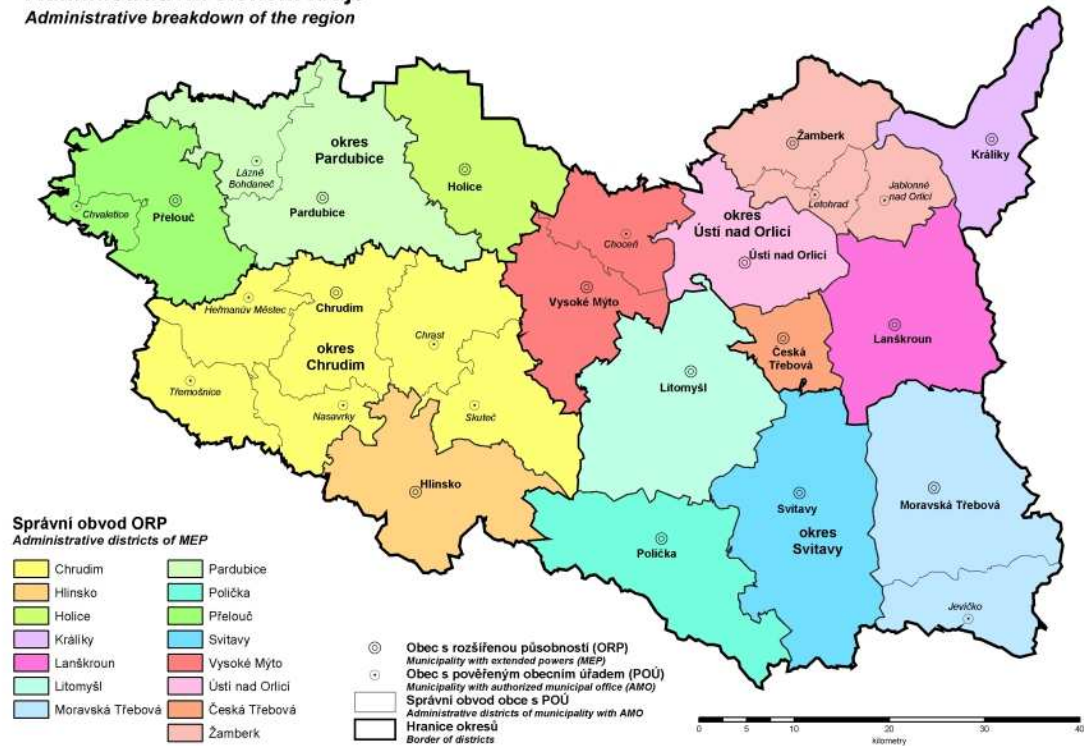 Administrative breakdown of the region
Žamberk
Králíky
okres
Pardubice
Lázně
Bohdaneč
Holice
Letohrad
Jablonné
nad Orlicí
Pardubice
Přelouč
Chvaletice
Choceň
okres
Ústí nad Orlicí
Ústí nad Orlicí
Vysoké Mýto
Heřmanův Městec
Chrudim
Chrast
okres
Chrudim
Lanškroun
Česká
Třebová
Litomyšl
Třemošnice
Nasavrky
Skuteč
Hlinsko
Svitavy
Moravská Třebová
okres
Svitavy
Polička
Jevíčko
Správní obvod ORP
Administrative districts of MEP
Chrudim
Hlinsko
Holice
Králíky
Lanškroun
Litomyšl
Moravská Třebová
Pardubice
Polička
Přelouč
Svitavy
Vysoké Mýto
Ústí nad Orlicí
Česká Třebová
Žamberk
Obec s rozšířenou působností (ORP)
Municipality with extended powers (MEP)
Obec s pověřeným obecním úřadem (POÚ)
Municipality with authorized municipal office (AMO)
Správní obvod obce s POÚ
Administrative districts of municipality with AMO
Hranice okresů
Border of districts
0 10 20 30 40
kilometry